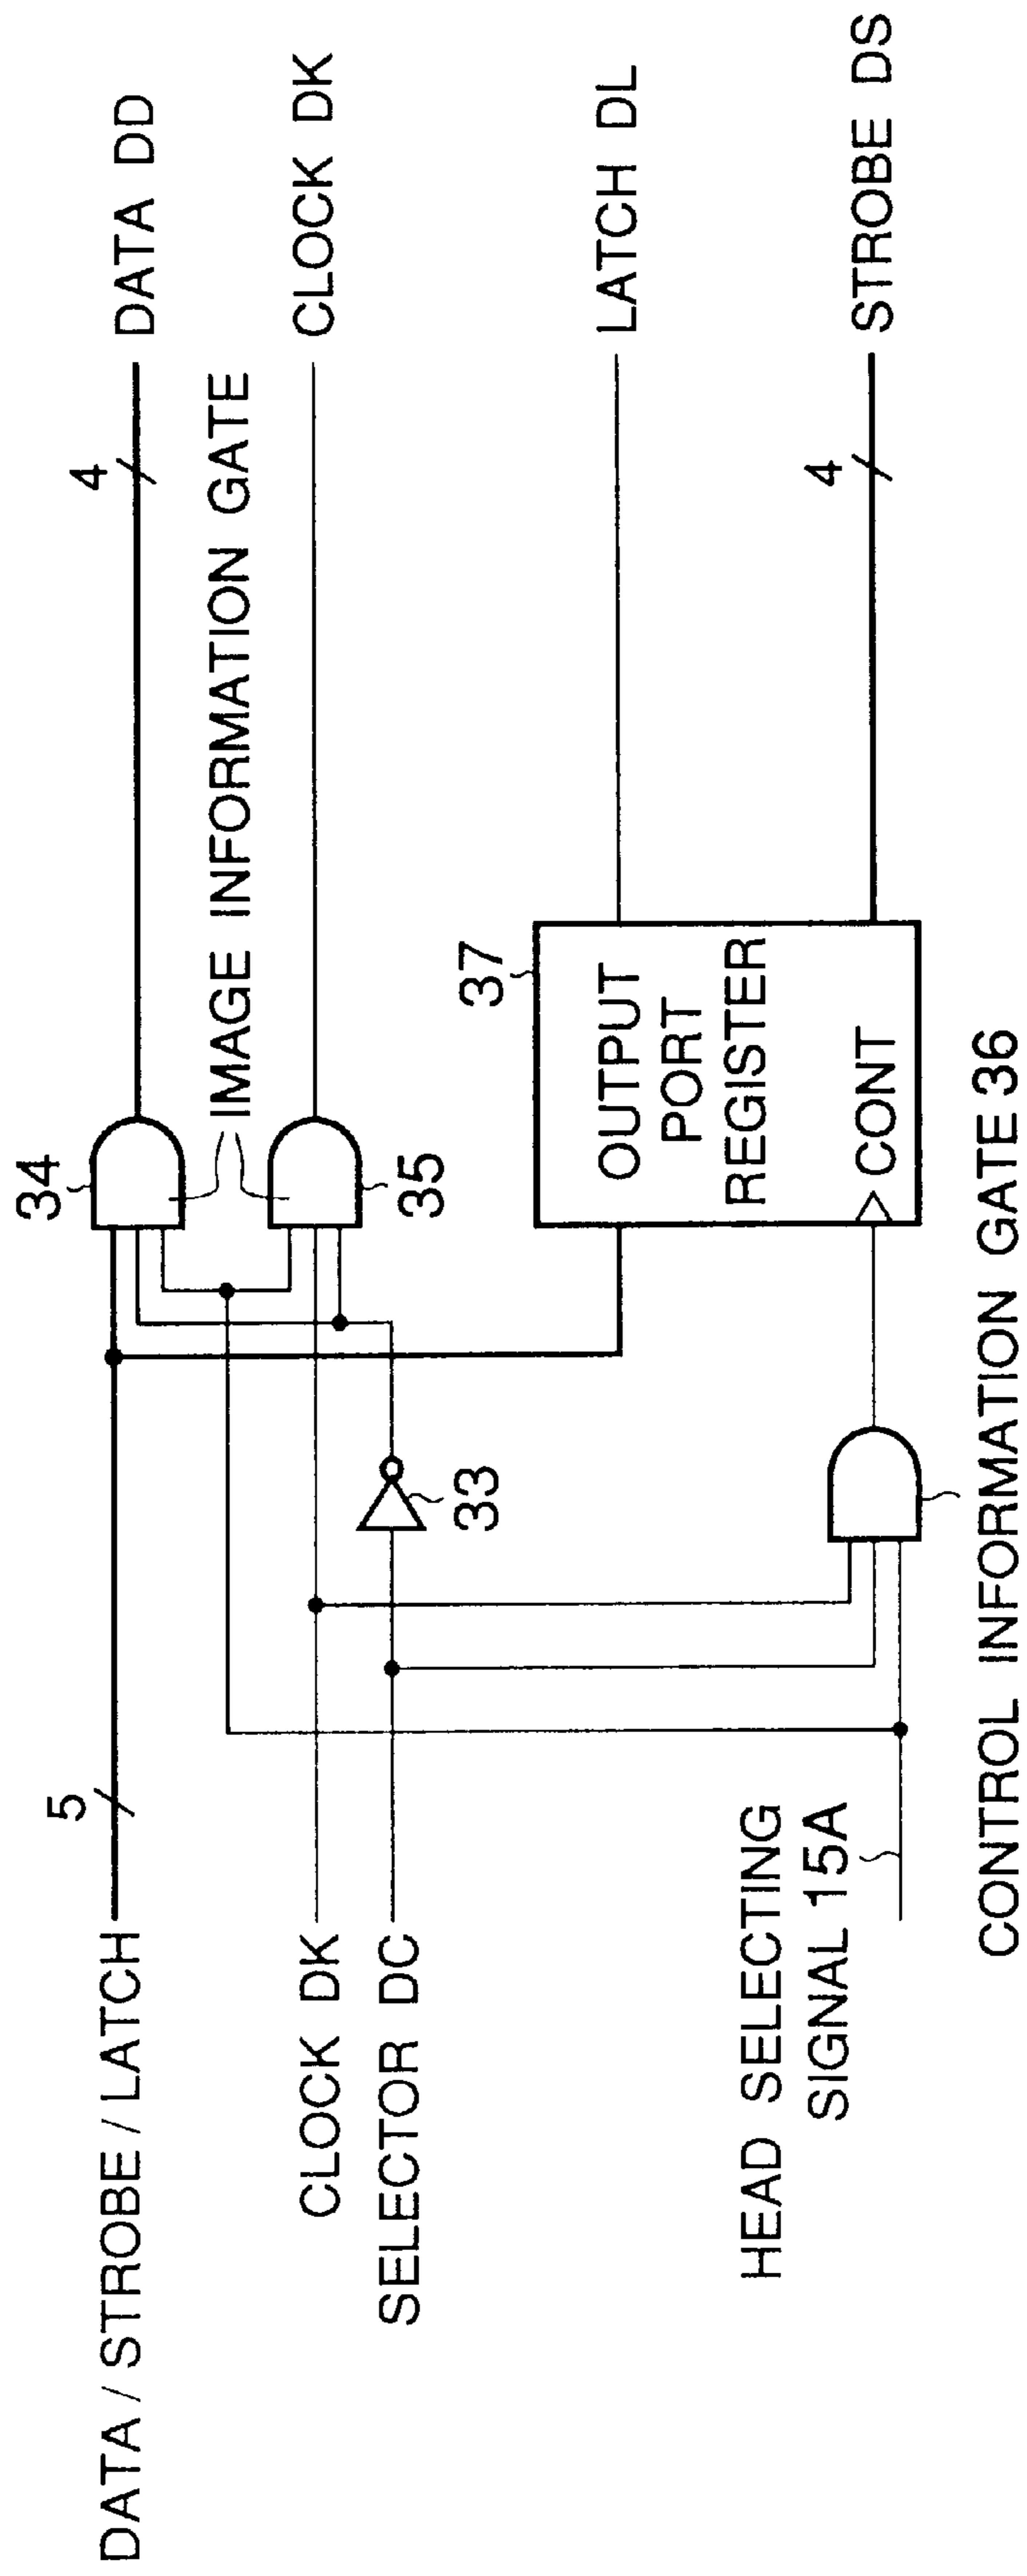 DATA / STROBE / LATCH
5
34
4
DATA DD
IMAGE INFORMATION GATE
CLOCK DK
35
CLOCK DK
SELECTOR DC
33
37
OUTPUT
PORT
REGISTER
CONT
LATCH DL
4
STROBE DS
HEAD SELECTING
SIGNAL 15A
CONTROL INFORMATION GATE 36